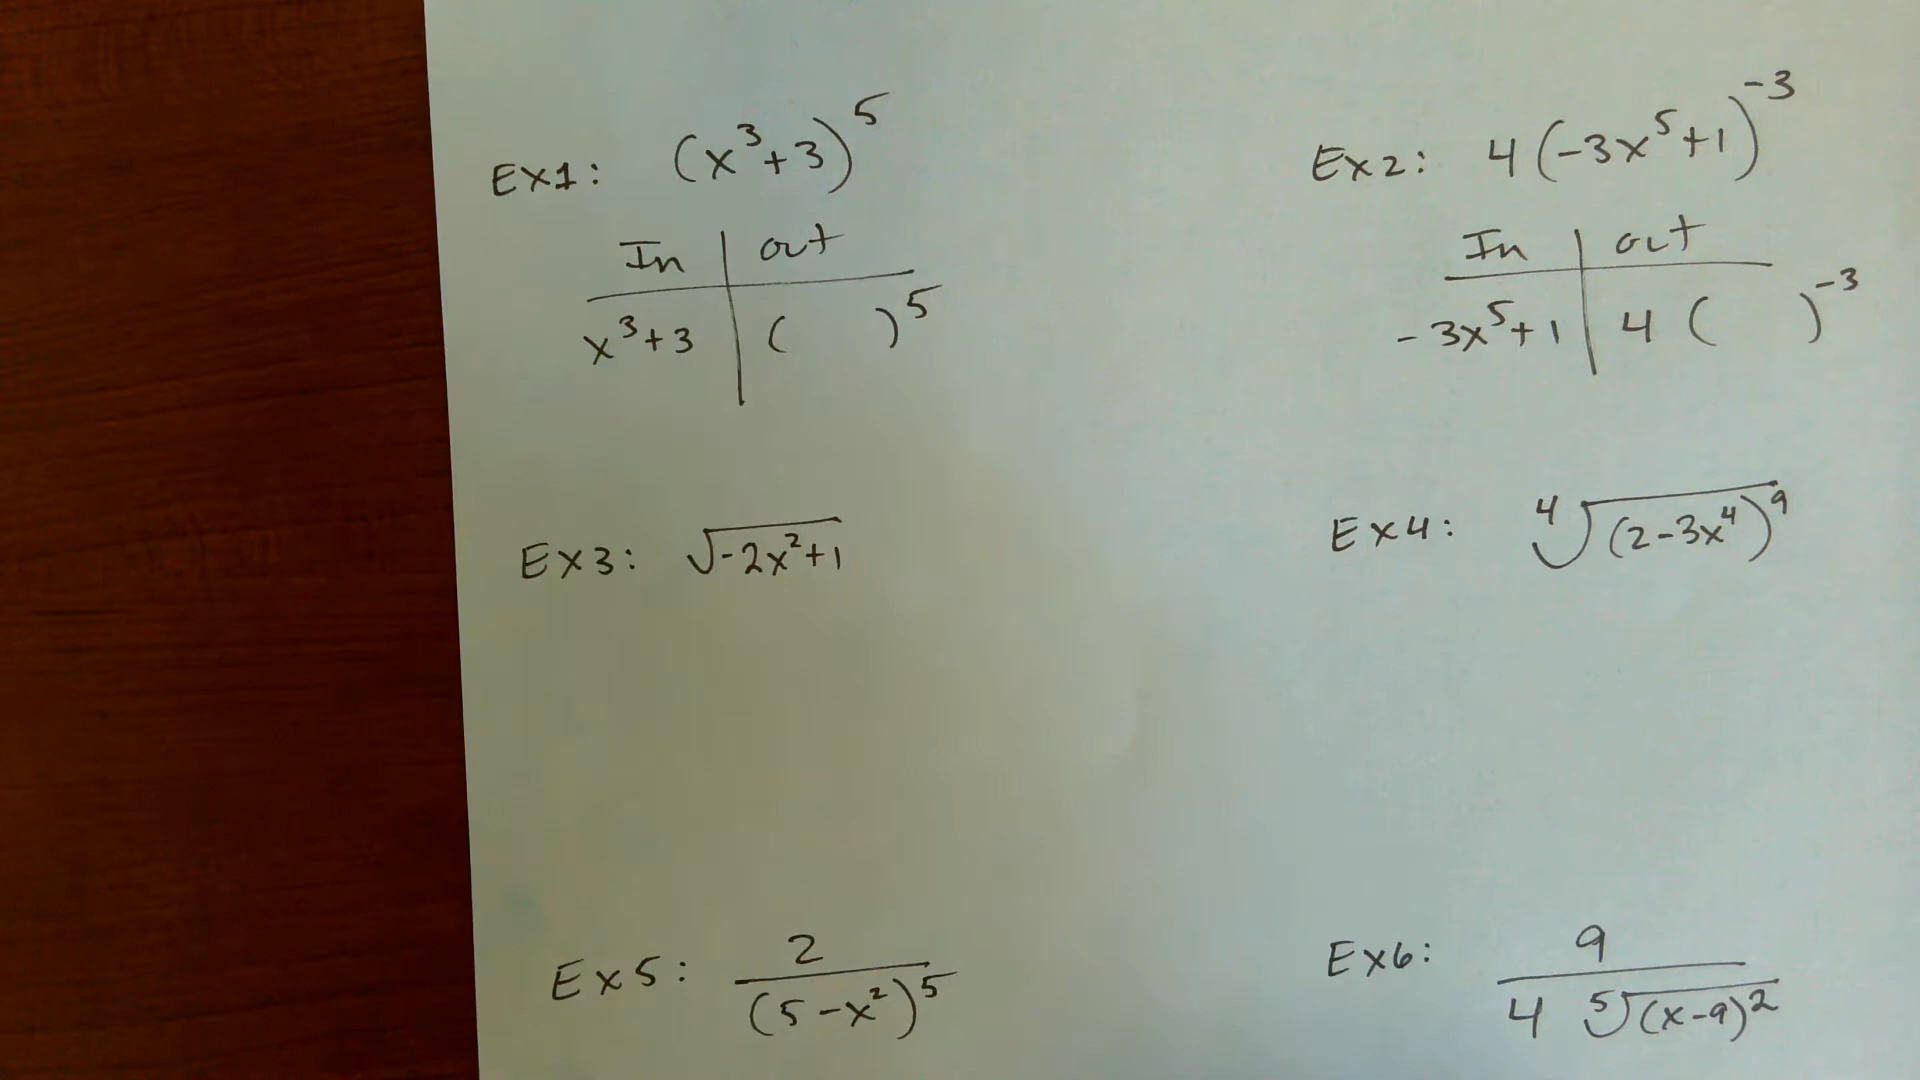 Ex1: (x³+3)⁵
In | out
x³+3 | ( )⁵
Ex2: 4(-3x⁵+1)⁻³
In | out
-3x⁵+1 | 4( )⁻³
Ex3: √(-2x²+1)
Ex4: ⁴√((2-3x⁴)⁹)
Ex5: 2/(5-x²)⁵
Ex6: 9/(4 ⁵√((x-9)²))